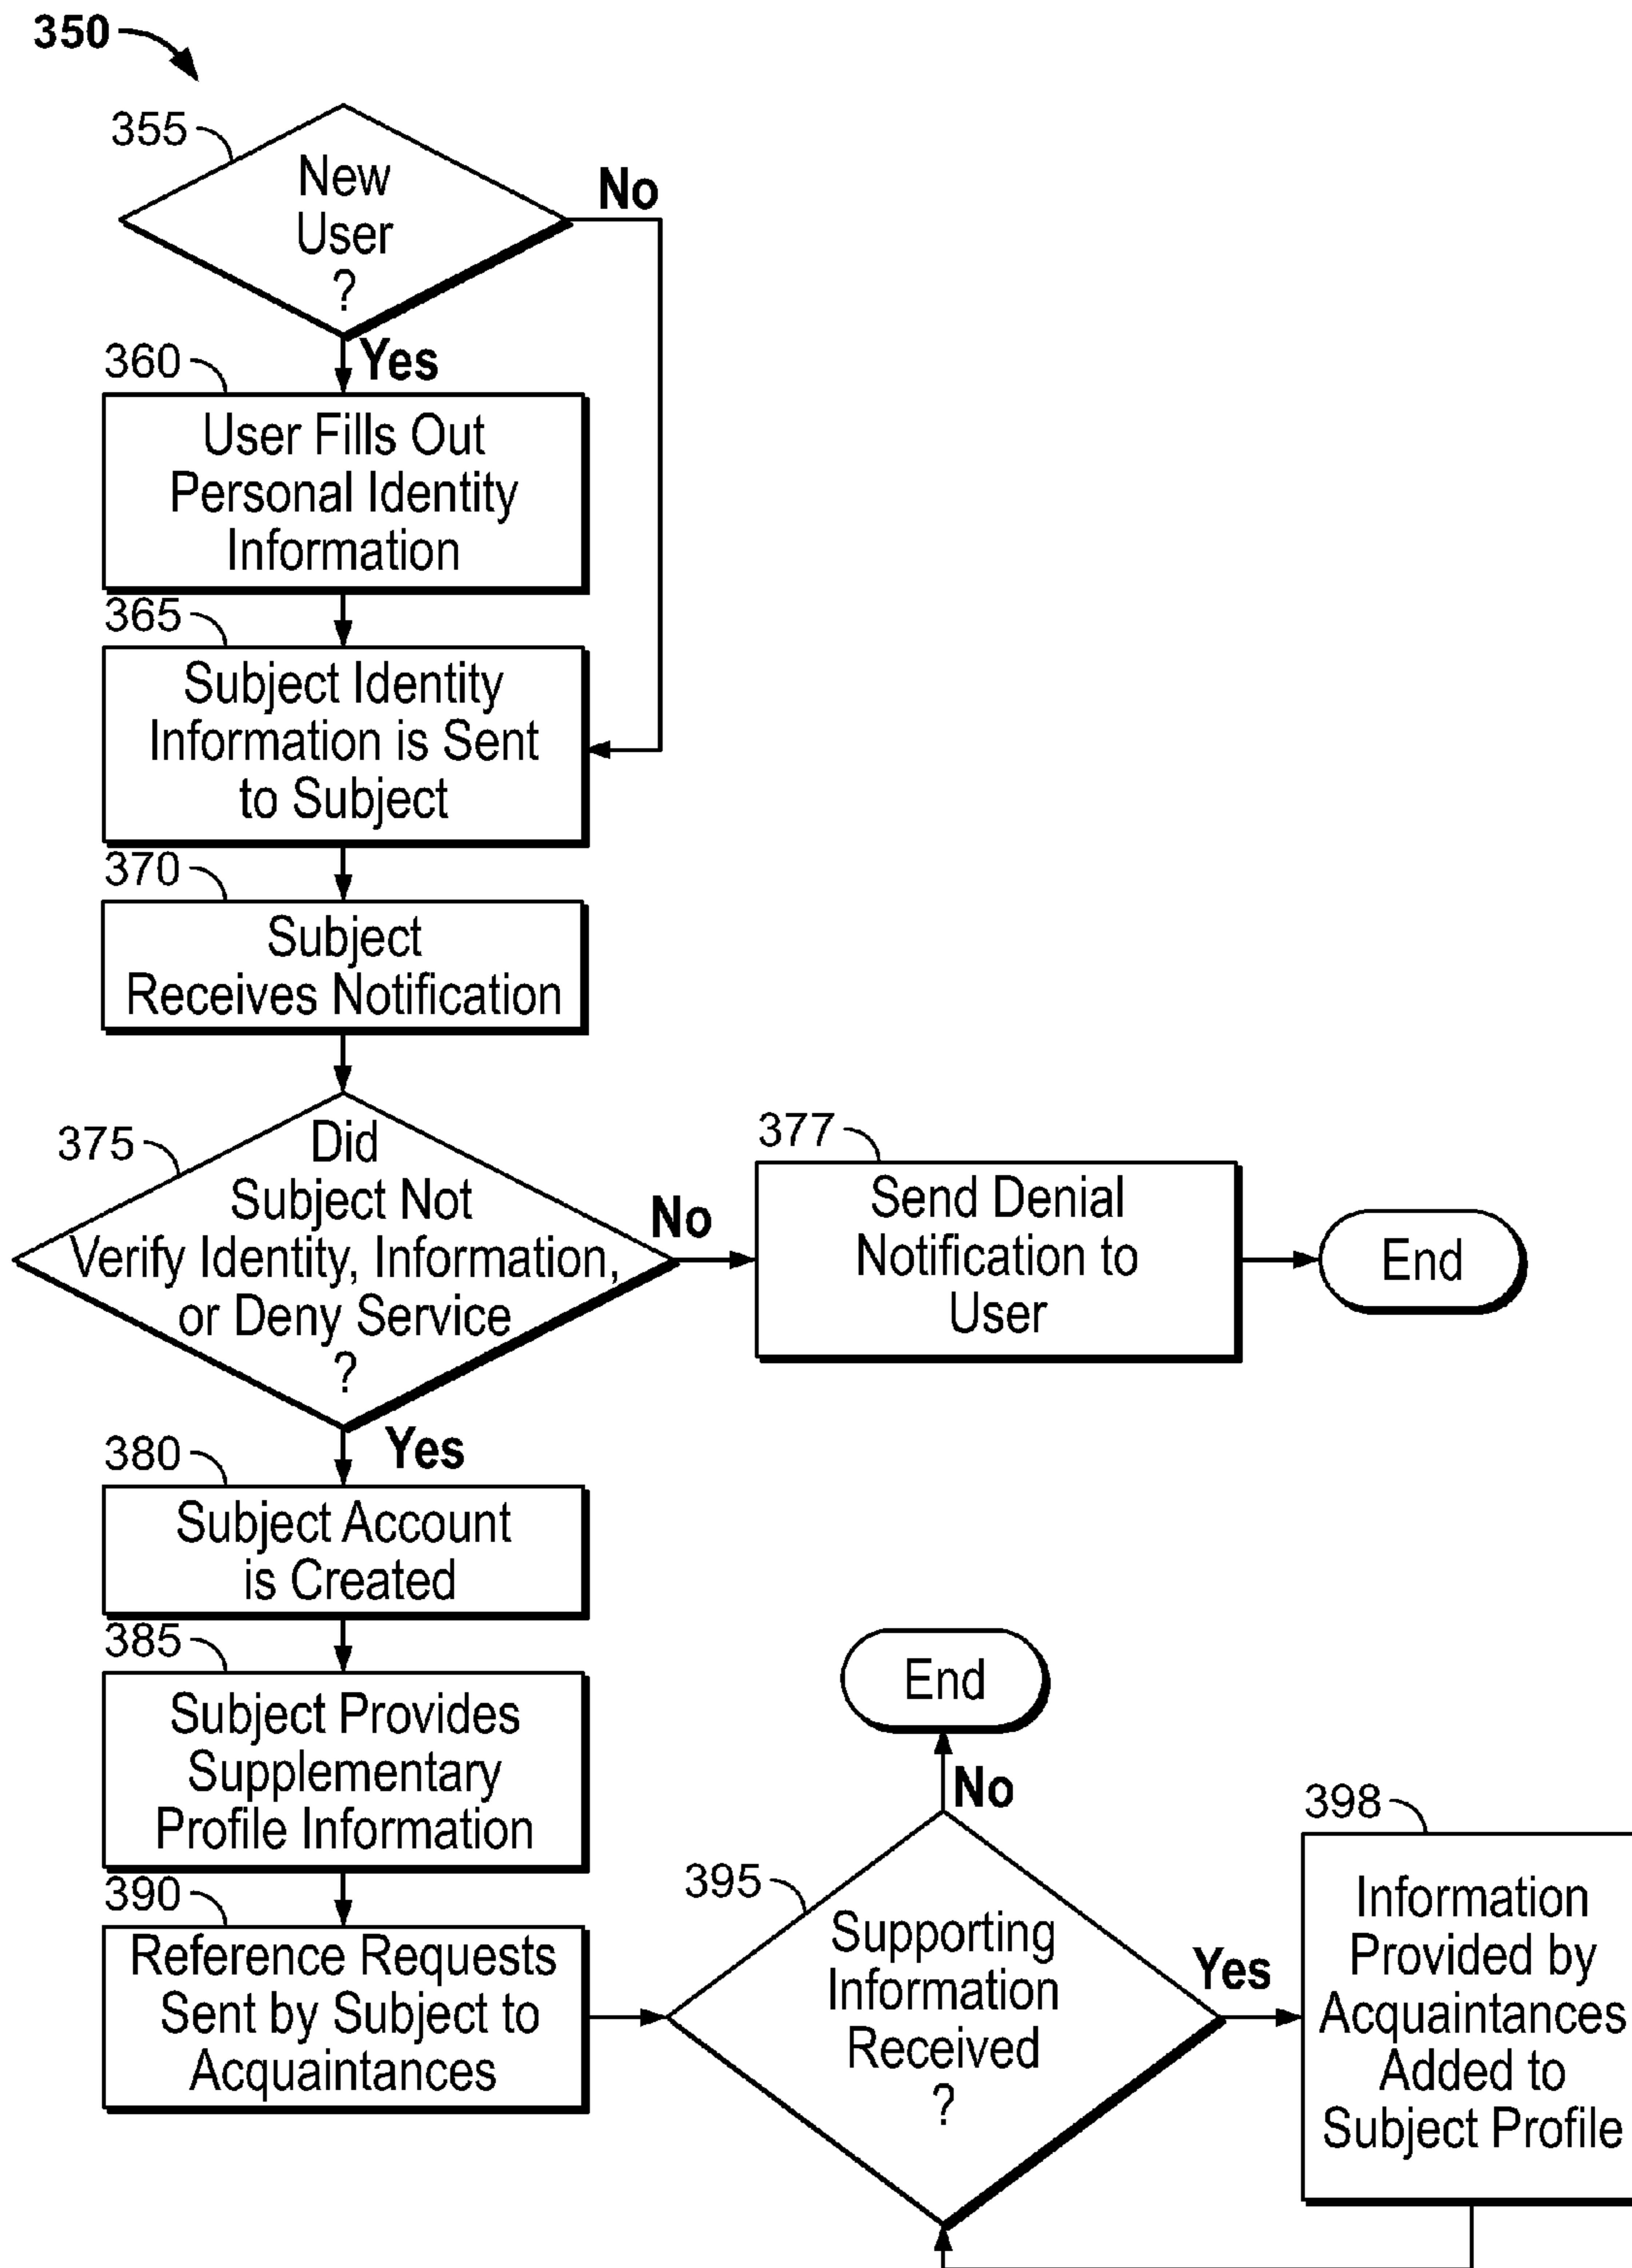 350
355
New
User
?
No
Yes
360
User Fills Out
Personal Identity
Information
365
Subject Identity
Information is Sent
to Subject
370
Subject
Receives Notification
375
Did
Subject Not
Verify Identity, Information,
or Deny Service
?
No
377
Send Denial
Notification to
User
End
Yes
380
Subject Account
is Created
385
Subject Provides
Supplementary
Profile Information
390
Reference Requests
Sent by Subject to
Acquaintances
End
No
395
Supporting
Information
Received
?
Yes
398
Information
Provided by
Acquaintances
Added to
Subject Profile